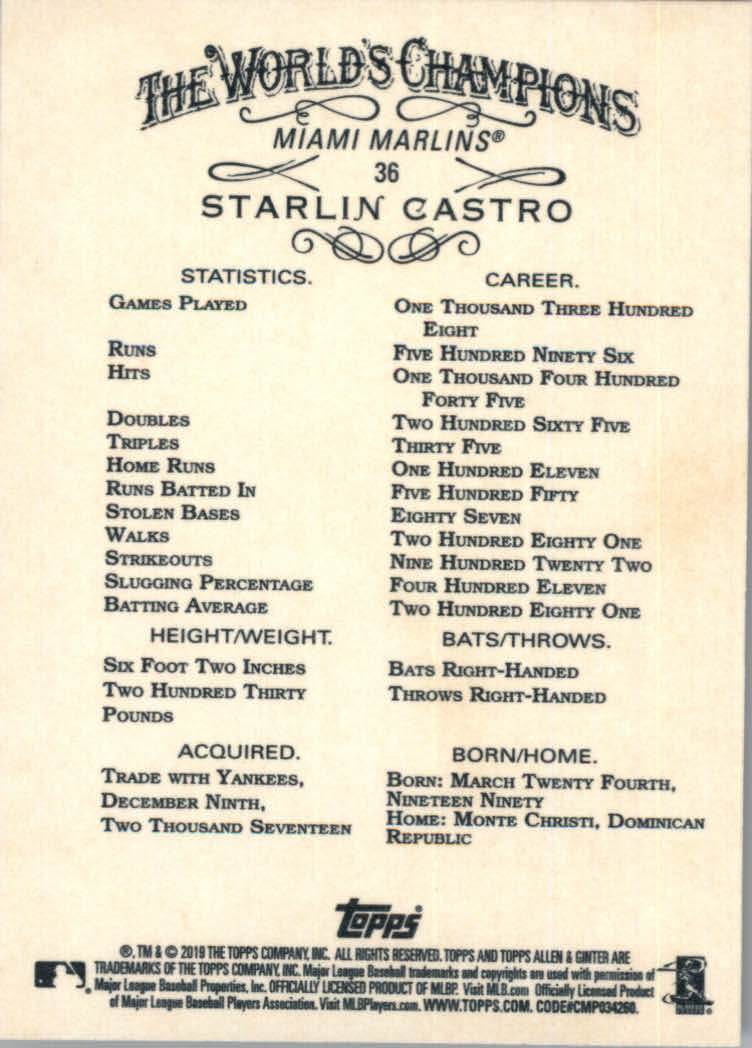 THE WORLD'S CHAMPIONS
MIAMI MARLINS®
36
STARLIN CASTRO
STATISTICS. CAREER.
GAMES PLAYED ONE THOUSAND THREE HUNDRED
EIGHT
RUNS FIVE HUNDRED NINETY SIX
HITS ONE THOUSAND FOUR HUNDRED
FORTY FIVE
DOUBLES TWO HUNDRED SIXTY FIVE
TRIPLES THIRTY FIVE
HOME RUNS ONE HUNDRED ELEVEN
RUNS BATTED IN FIVE HUNDRED FIFTY
STOLEN BASES EIGHTY SEVEN
WALKS TWO HUNDRED EIGHTY ONE
STRIKEOUTS NINE HUNDRED TWENTY TWO
SLUGGING PERCENTAGE FOUR HUNDRED ELEVEN
BATTING AVERAGE TWO HUNDRED EIGHTY ONE
HEIGHT/WEIGHT.
SIX FOOT TWO INCHES
TWO HUNDRED THIRTY
POUNDS
BATS/THROWS.
BATS RIGHT-HANDED
THROWS RIGHT-HANDED
ACQUIRED.
TRADE WITH YANKEES,
DECEMBER NINTH,
TWO THOUSAND SEVENTEEN
BORN/HOME.
BORN: MARCH TWENTY FOURTH,
NINETEEN NINETY
HOME: MONTE CHRISTI, DOMINICAN
REPUBLIC
TOPPS®
®, TM & © 2019 THE TOPPS COMPANY, INC. ALL RIGHTS RESERVED. TOPPS AND TOPPS ALLEN & GINTER ARE
TRADEMARKS OF THE TOPPS COMPANY, INC. Major League Baseball trademarks and copyrights are used with permission of
Major League Baseball Properties, Inc. OFFICIALLY LICENSED PRODUCT OF MLBP. Visit MLB.com Officially Licensed Product
of Major League Baseball Players Association. Visit MLBPlayers.com. WWW.TOPPS.COM. CODE#CMP034260.